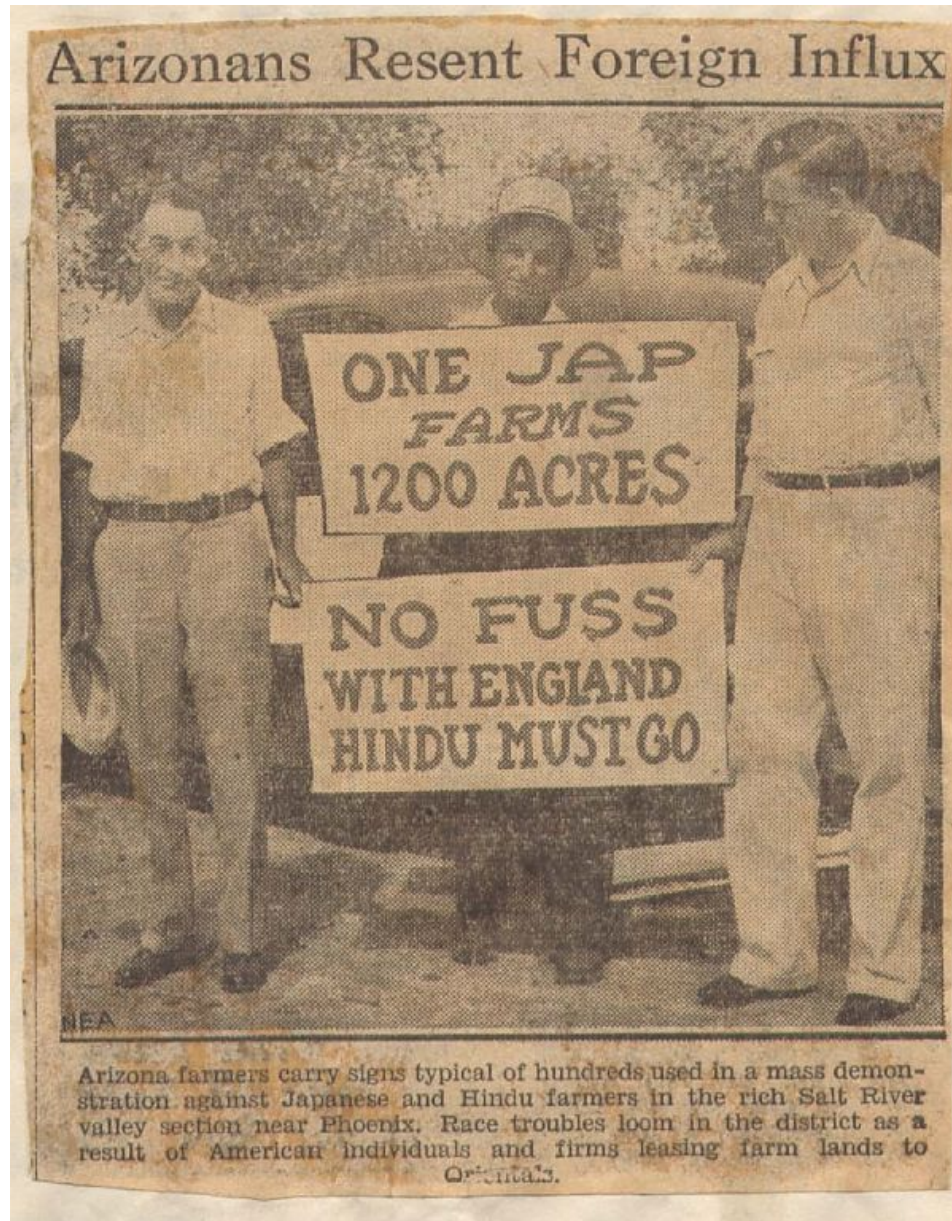 Arizonans Resent Foreign Influx
ONE JAP
FARMS
1200 ACRES
NO FUSS
WITH ENGLAND
HINDU MUST GO
NEA
Arizona farmers carry signs typical of hundreds used in a mass demon-
stration against Japanese and Hindu farmers in the rich Salt River
valley section near Phoenix. Race troubles loom in the district as a
result of American individuals and firms leasing farm lands to
Orientals.